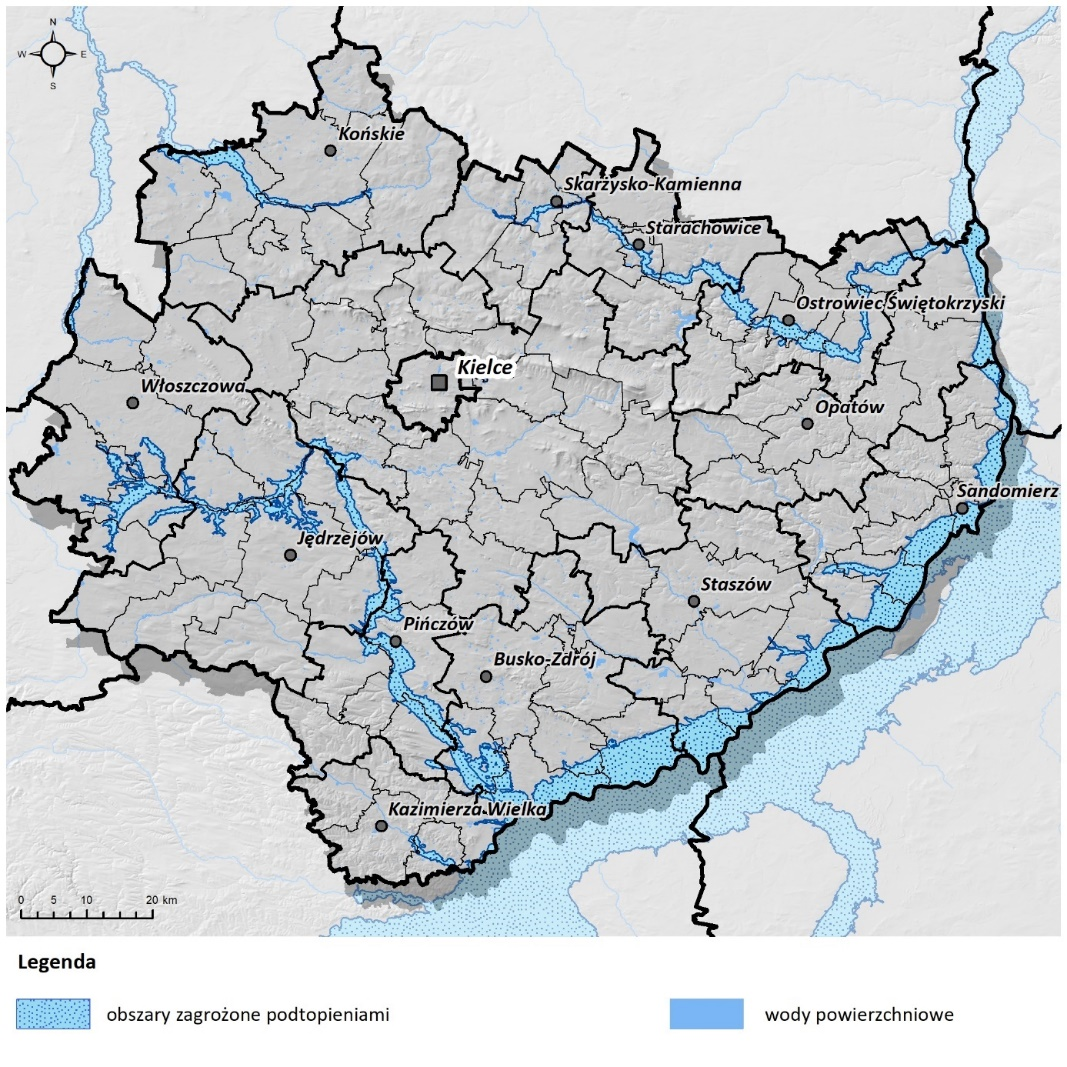 N
W E
S
Końskie
Skarżysko-Kamienna
Starachowice
Ostrowiec Świętokrzyski
Kielce
Włoszczowa
Opatów
Sandomierz
Jędrzejów
Staszów
Pińczów
Busko-Zdrój
Kazimierza Wielka
0 5 10 20 km
Legenda
obszary zagrożone podtopieniami
wody powierzchniowe